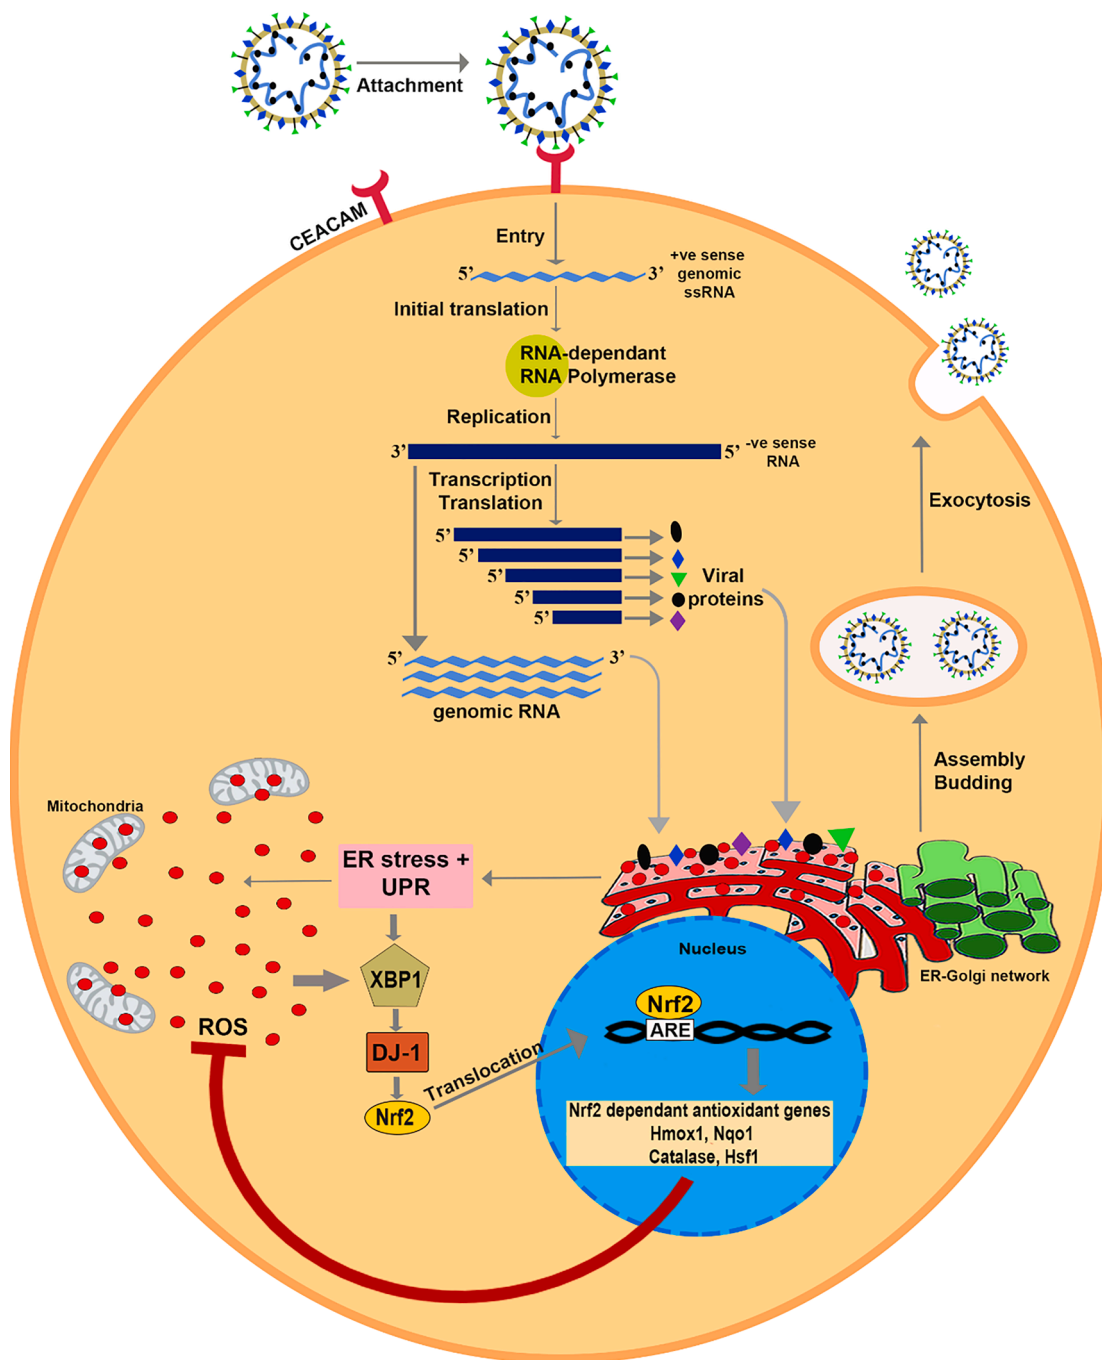 Attachment
CEACAM
Entry
5’
3’
+ve sense
genomic
ssRNA
Initial translation
RNA-dependant
RNA Polymerase
Replication
3’
5’
-ve sense
RNA
Transcription
Translation
5’
5’
5’
5’
5’
Viral
proteins
5’
3’
genomic RNA
Exocytosis
Assembly
Budding
Mitochondria
ER stress +
UPR
XBP1
ROS
DJ-1
Nrf2
Translocation
Nucleus
ER-Golgi network
Nrf2
ARE
Nrf2 dependant antioxidant genes
Hmox1, Nqo1
Catalase, Hsf1